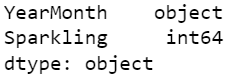 YearMonth    object
Sparkling     int64
dtype: object